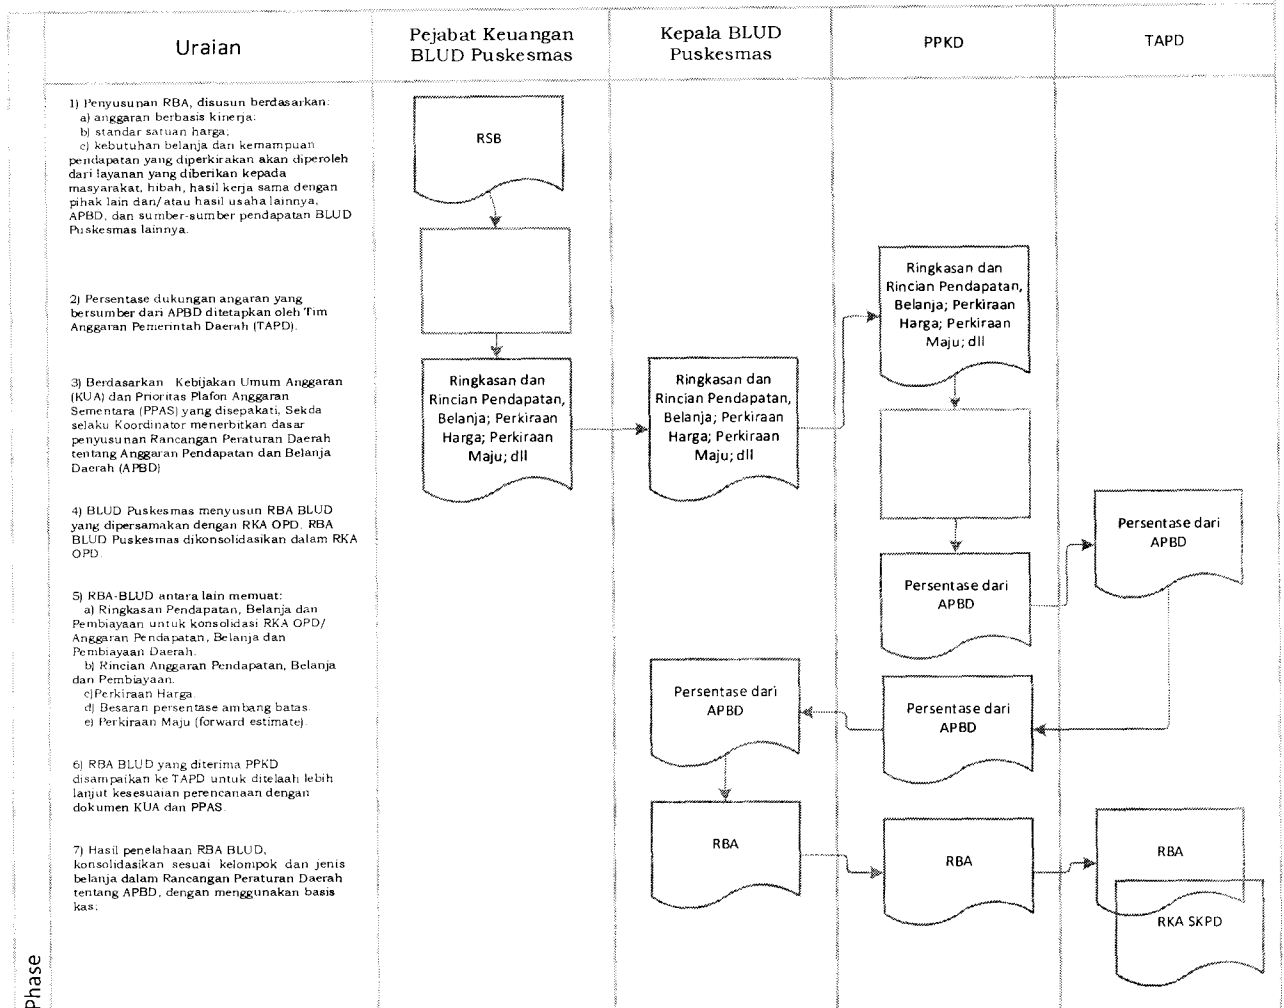 Uraian
Pejabat Keuangan
BLUD Puskesmas
Kepala BLUD
Puskesmas
PPKD
TAPD
1) Penyusunan RBA, disusun berdasarkan:
a) anggaran berbasis kinerja;
b) standar satuan harga;
c) kebutuhan belanja dan kemampuan
pendapatan yang diperkirakan akan diperoleh
dari layanan yang diberikan kepada
masyarakat, hibah, hasil kerja sama dengan
pihak lain dan/atau hasil usaha lainnya,
APBD, dan sumber-sumber pendapatan BLUD
Puskesmas lainnya.
2) Persentase dukungan angaran yang
bersumber dari APBD ditetapkan oleh Tim
Anggaran Pemerintah Daerah (TAPD).
3) Berdasarkan Kebijakan Umum Anggaran
(KUA) dan Prioritas Plafon Anggaran
Sementara (PPAS) yang disepakati, Sekda
selaku Koordinator menerbitkan dasar
penyusunan Rancangan Peraturan Daerah
tentang Anggaran Pendapatan dan Belanja
Daerah (APBD)
4) BLUD Puskesmas menyusun RBA BLUD
yang dipersamakan dengan RKA OPD. RBA
BLUD Puskesmas dikonsolidasikan dalam RKA
OPD.
5) RBA-BLUD antara lain memuat:
a) Ringkasan Pendapatan, Belanja dan
Pembiayaan untuk konsolidasi RKA OPD/
Anggaran Pendapatan, Belanja dan
Pembiayaan Daerah.
b) Rincian Anggaran Pendapatan, Belanja
dan Pembiayaan.
c)Perkiraan Harga.
d) Besaran persentase ambang batas.
e) Perkiraan Maju (forward estimate).
6) RBA BLUD yang diterima PPKD
disampaikan ke TAPD untuk ditelaah lebih
lanjut kesesuaian perencanaan dengan
dokumen KUA dan PPAS.
7) Hasil penelahaan RBA BLUD,
konsolidasikan sesuai kelompok dan jenis
belanja dalam Rancangan Peraturan Daerah
tentang APBD, dengan menggunakan basis
kas;
RSB
Ringkasan dan
Rincian Pendapatan,
Belanja; Perkiraan
Harga; Perkiraan
Maju; dll
Ringkasan dan
Rincian Pendapatan,
Belanja; Perkiraan
Harga; Perkiraan
Maju; dll
Ringkasan dan
Rincian Pendapatan,
Belanja; Perkiraan
Harga; Perkiraan
Maju; dll
Persentase dari
APBD
Persentase dari
APBD
Persentase dari
APBD
Persentase dari
APBD
RBA
RBA
RBA
RKA SKPD
Phase